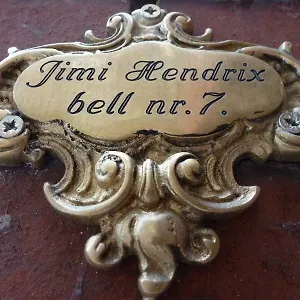 Jimi Hendrix
bell nr. 7.